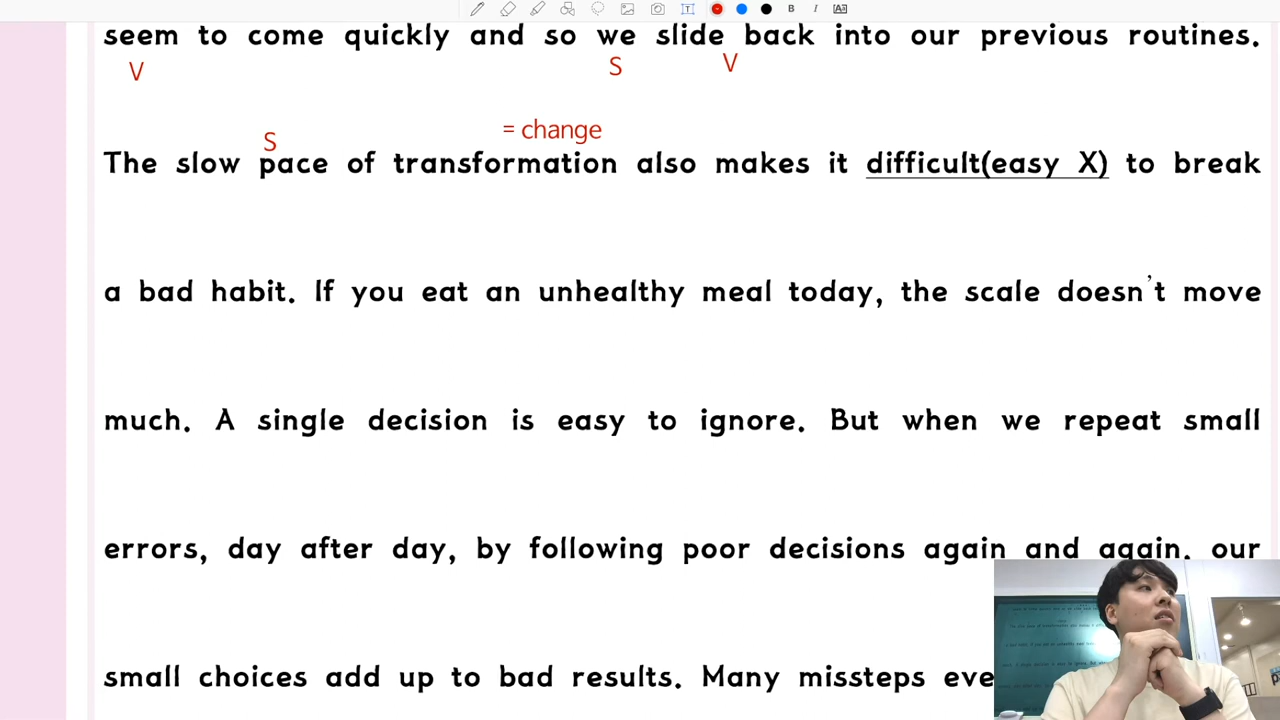 seem to come quickly and so we slide back into our previous routines.
V S V
= change
S
The slow pace of transformation also makes it difficult(easy X) to break
a bad habit. If you eat an unhealthy meal today, the scale doesn't move
much. A single decision is easy to ignore. But when we repeat small
errors, day after day, by following poor decisions again and again, our
small choices add up to bad results. Many missteps eve